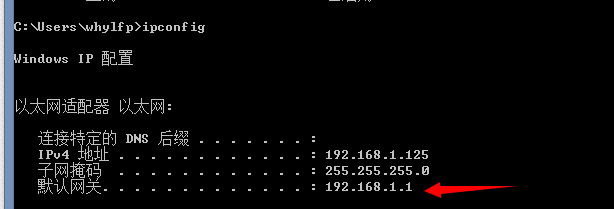 C:\Users\whylfp>ipconfig
Windows IP 配置
以太网适配器 以太网:
连接特定的 DNS 后缀 . . . . . . . :
IPv4 地址 . . . . . . . . . . . . : 192.168.1.125
子网掩码 . . . . . . . . . . . . : 255.255.255.0
默认网关. . . . . . . . . . . . . : 192.168.1.1